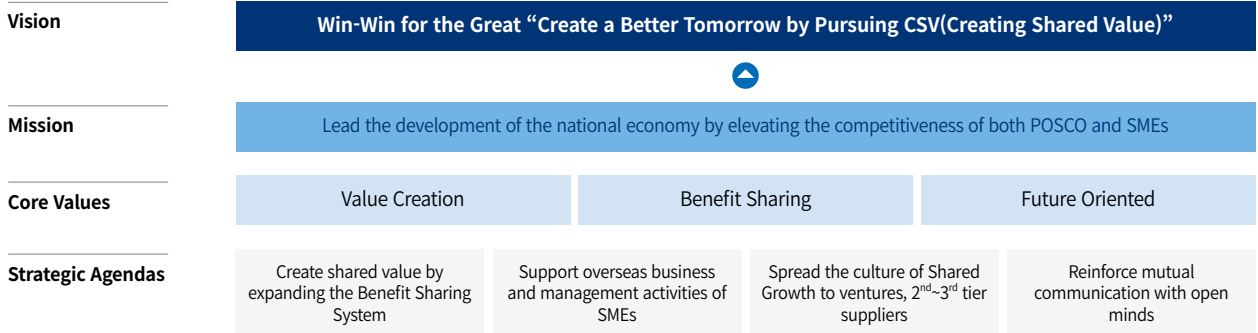 Vision
Win-Win for the Great “Create a Better Tomorrow by Pursuing CSV(Creating Shared Value)”
Mission
Lead the development of the national economy by elevating the competitiveness of both POSCO and SMEs
Core Values
Value Creation
Benefit Sharing
Future Oriented
Strategic Agendas
Create shared value by
expanding the Benefit Sharing
System
Support overseas business
and management activities of
SMEs
Spread the culture of Shared
Growth to ventures, 2nd~3rd tier
suppliers
Reinforce mutual
communication with open
minds